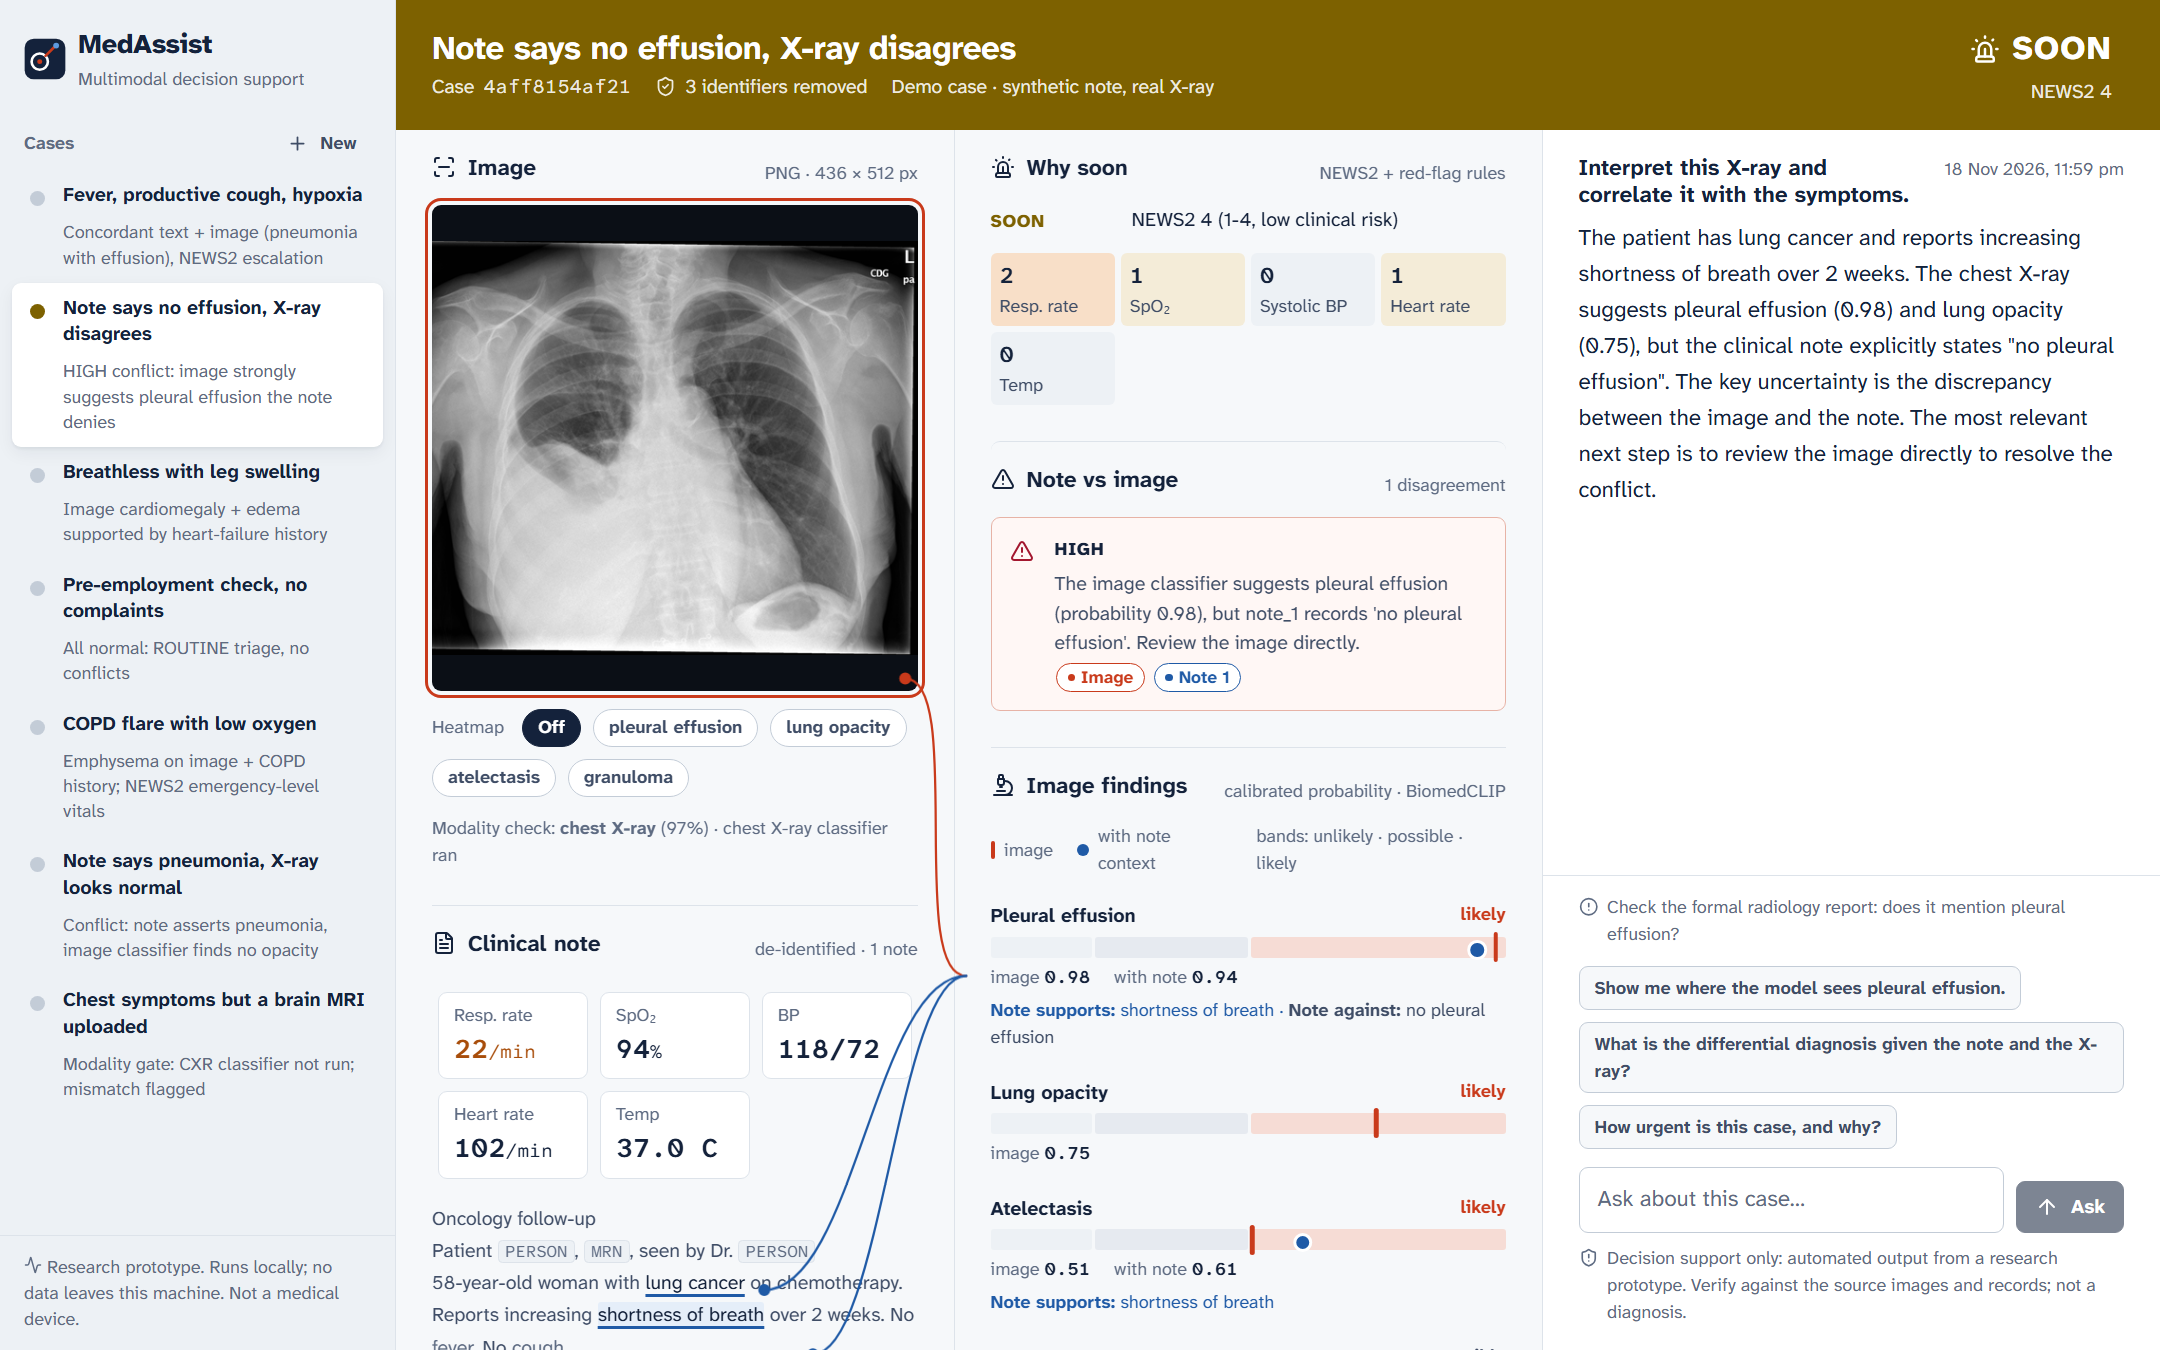 MedAssist
Multimodal decision support
Cases
+ New
Fever, productive cough, hypoxia
Concordant text + image (pneumonia
with effusion), NEWS2 escalation
Note says no effusion, X-ray
disagrees
HIGH conflict: image strongly
suggests pleural effusion the note
denies
Breathless with leg swelling
Image cardiomegaly + edema
supported by heart-failure history
Pre-employment check, no
complaints
All normal: ROUTINE triage, no
conflicts
COPD flare with low oxygen
Emphysema on image + COPD
history; NEWS2 emergency-level
vitals
Note says pneumonia, X-ray
looks normal
Conflict: note asserts pneumonia,
image classifier finds no opacity
Chest symptoms but a brain MRI
uploaded
Modality gate: CXR classifier not run;
mismatch flagged
Research prototype. Runs locally; no
data leaves this machine. Not a medical
device.
Note says no effusion, X-ray disagrees
Case 4aff8154af21 3 identifiers removed Demo case · synthetic note, real X-ray
SOON
NEWS2 4
Image
PNG · 436 × 512 px
L
CDG
pa
Heatmap Off pleural effusion lung opacity
atelectasis granuloma
Modality check: chest X-ray (97%) · chest X-ray classifier
ran
Clinical note
de-identified · 1 note
Resp. rate
22/min
SpO₂
94%
BP
118/72
Heart rate
102/min
Temp
37.0 C
Oncology follow-up
Patient PERSON, MRN, seen by Dr. PERSON
58-year-old woman with lung cancer on chemotherapy.
Reports increasing shortness of breath over 2 weeks. No
fever. No cough
Why soon
NEWS2 + red-flag rules
SOON NEWS2 4 (1-4, low clinical risk)
2
Resp. rate
1
SpO₂
0
Systolic BP
1
Heart rate
0
Temp
Note vs image
1 disagreement
HIGH
The image classifier suggests pleural effusion
(probability 0.98), but note_1 records 'no pleural
effusion'. Review the image directly.
Image Note 1
Image findings
calibrated probability · BiomedCLIP
image
with note
context
bands: unlikely · possible ·
likely
Pleural effusion likely
image 0.98 with note 0.94
Note supports: shortness of breath · Note against: no pleural
effusion
Lung opacity likely
image 0.75
Atelectasis likely
image 0.51 with note 0.61
Note supports: shortness of breath
Interpret this X-ray and
correlate it with the symptoms.
18 Nov 2026, 11:59 pm
The patient has lung cancer and reports increasing
shortness of breath over 2 weeks. The chest X-ray
suggests pleural effusion (0.98) and lung opacity
(0.75), but the clinical note explicitly states "no pleural
effusion". The key uncertainty is the discrepancy
between the image and the note. The most relevant
next step is to review the image directly to resolve the
conflict.
Check the formal radiology report: does it mention pleural
effusion?
Show me where the model sees pleural effusion.
What is the differential diagnosis given the note and the X-
ray?
How urgent is this case, and why?
Ask about this case...
Ask
Decision support only: automated output from a research
prototype. Verify against the source images and records; not a
diagnosis.